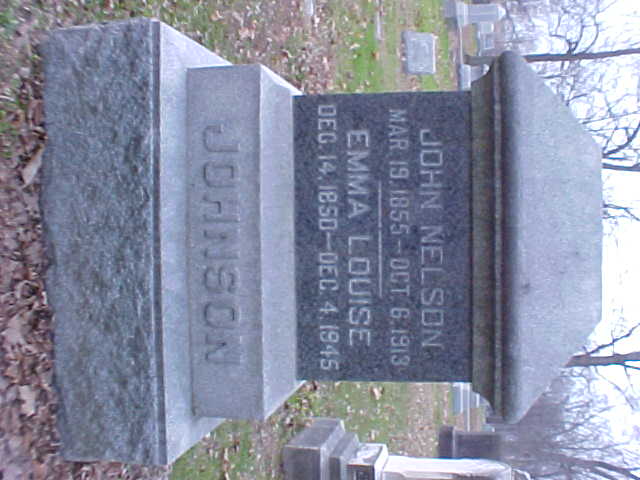 JOHN NELSON
MAR 19 1855–OCT 6 1913
EMMA LOUISE
DEC. 14, 1850–DEC. 4, 1945
JOHNSON